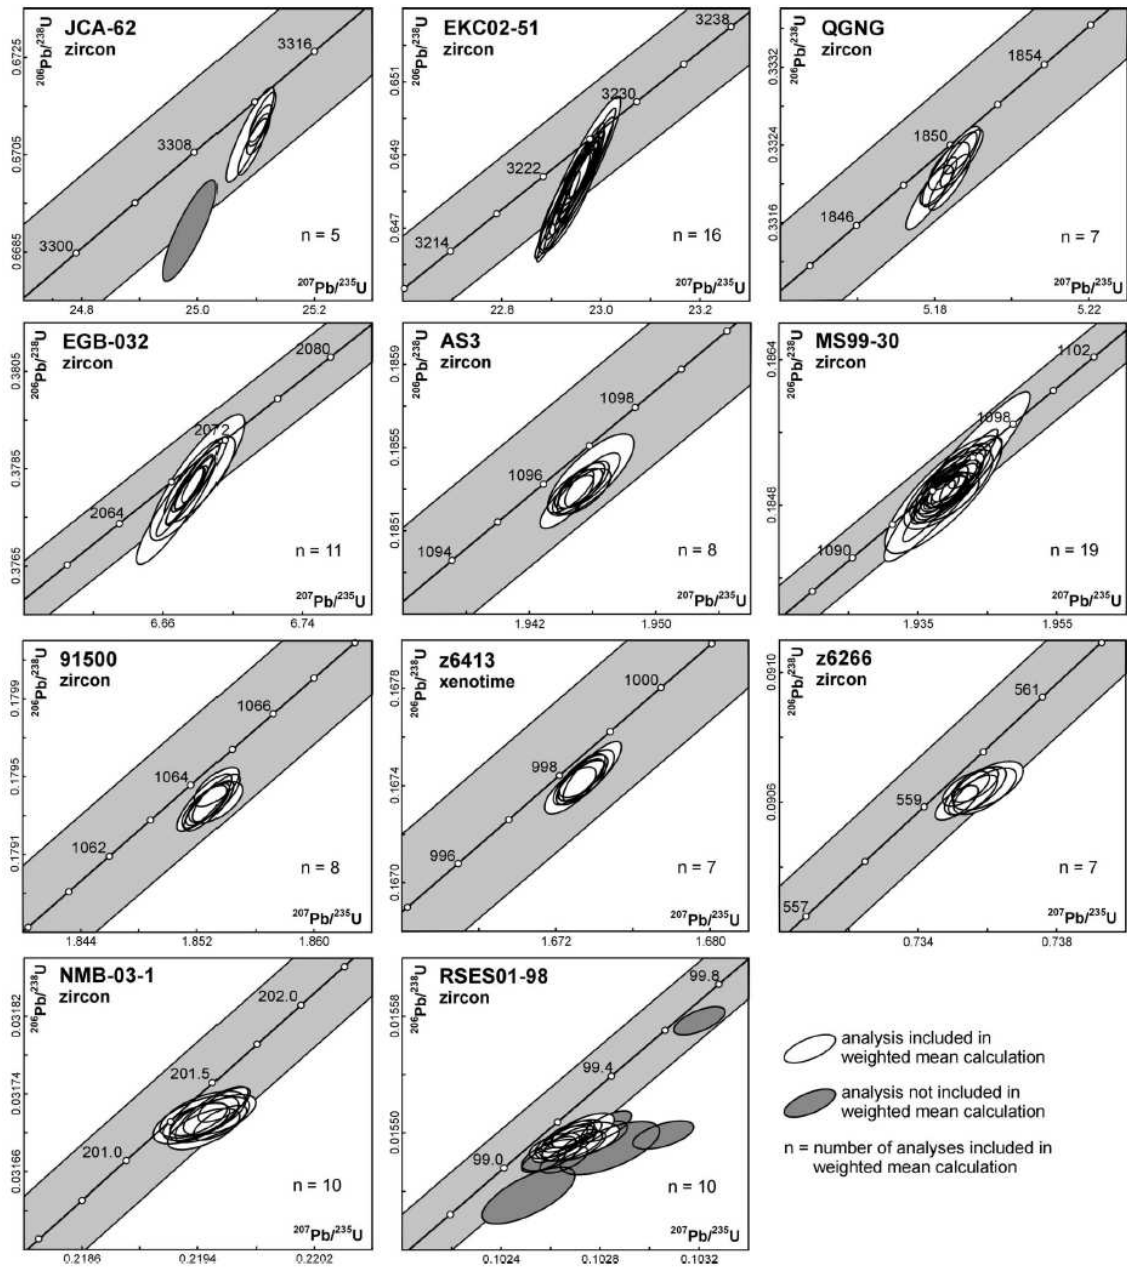 JCA-62
zircon
206Pb/238U
0.6725
0.6705
0.6685
3316
3308
3300
n = 5
207Pb/235U
24.8
25.0
25.2
EKC02-51
zircon
206Pb/238U
0.651
0.649
0.647
3238
3230
3222
3214
n = 16
207Pb/235U
22.8
23.0
23.2
QGNG
zircon
206Pb/238U
0.3332
0.3324
0.3316
1854
1850
1846
n = 7
207Pb/235U
5.18
5.22
EGB-032
zircon
206Pb/238U
0.3805
0.3785
0.3765
2080
2072
2064
n = 11
207Pb/235U
6.66
6.74
AS3
zircon
206Pb/238U
0.1859
0.1855
0.1851
1098
1096
1094
n = 8
207Pb/235U
1.942
1.950
MS99-30
zircon
206Pb/238U
0.1864
0.1848
1102
1098
1090
n = 19
207Pb/235U
1.935
1.955
91500
zircon
206Pb/238U
0.1799
0.1795
0.1791
1066
1064
1062
n = 8
207Pb/235U
1.844
1.852
1.860
z6413
xenotime
206Pb/238U
0.1678
0.1674
0.1670
1000
998
996
n = 7
207Pb/235U
1.672
1.680
z6266
zircon
206Pb/238U
0.0910
0.0906
561
559
557
n = 7
207Pb/235U
0.734
0.738
NMB-03-1
zircon
206Pb/238U
0.03182
0.03174
0.03166
202.0
201.5
201.0
n = 10
207Pb/235U
0.2186
0.2194
0.2202
RSES01-98
zircon
206Pb/238U
0.01558
0.01550
99.8
99.4
99.0
n = 10
207Pb/235U
0.1024
0.1028
0.1032
analysis included in
weighted mean calculation
analysis not included in
weighted mean calculation
n = number of analyses included in
weighted mean calculation